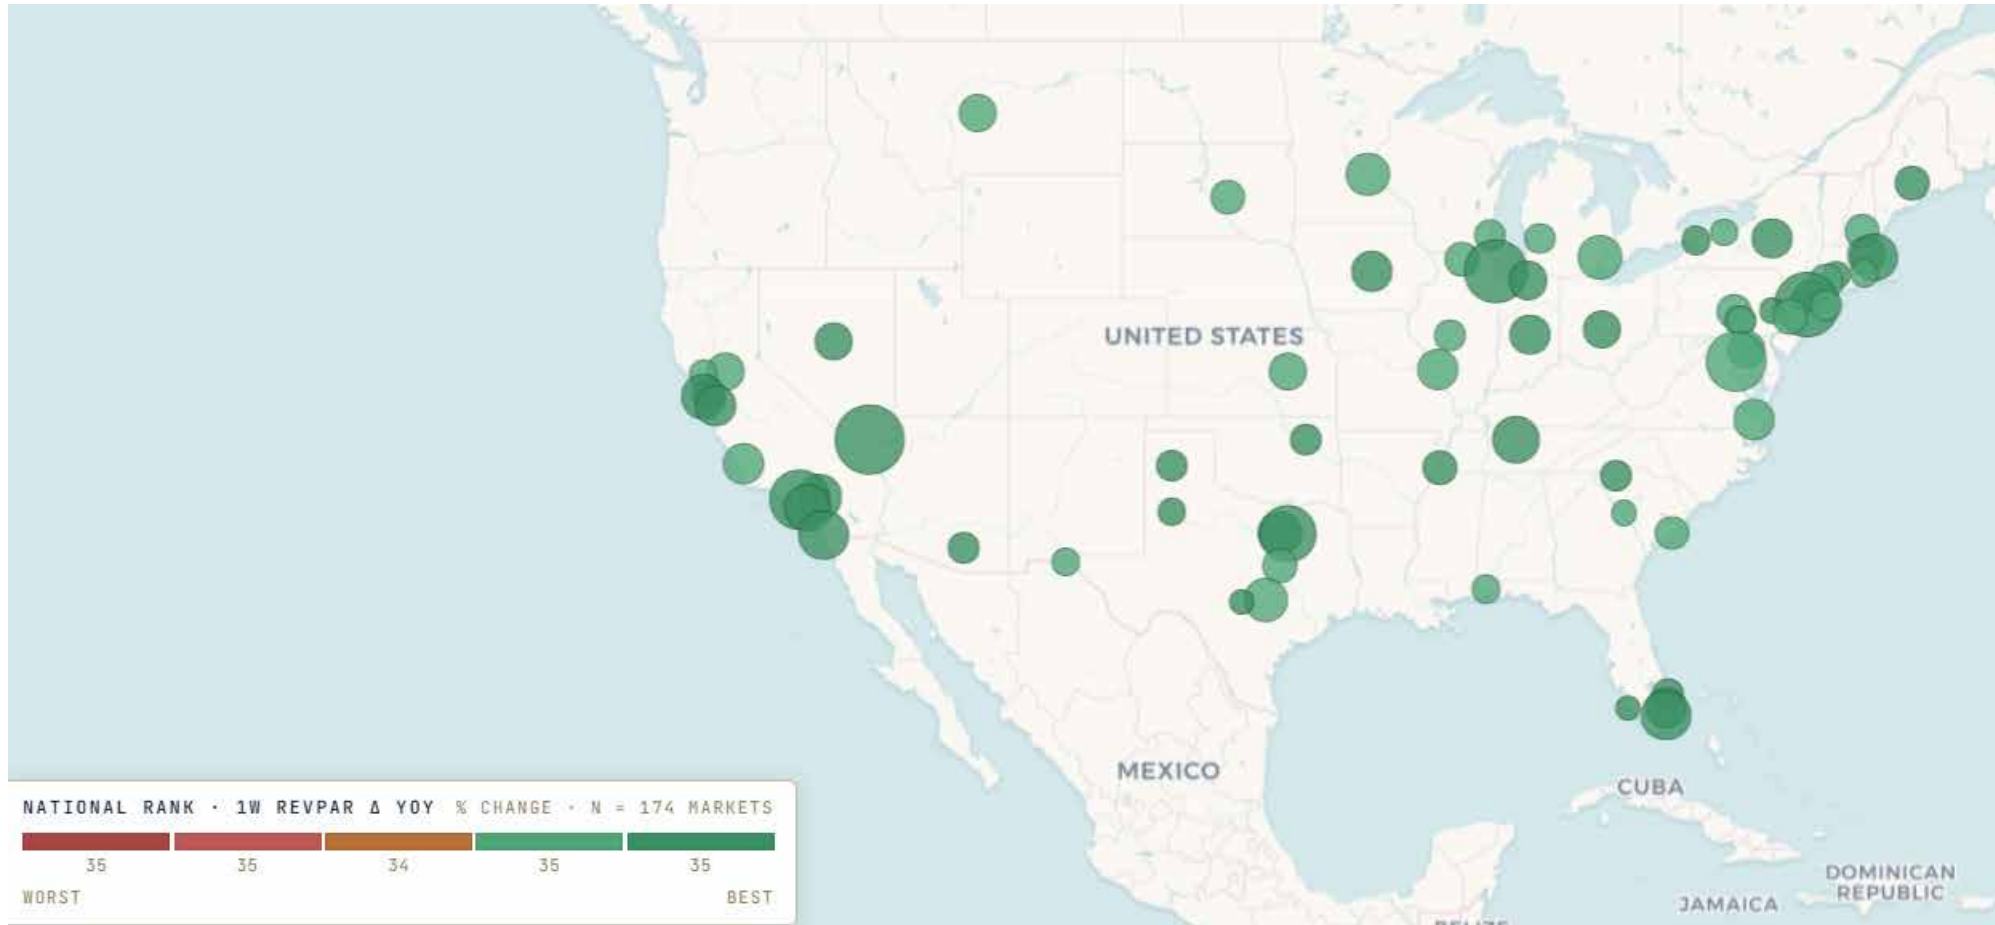 UNITED STATES
MEXICO
CUBA
DOMINICAN
REPUBLIC
JAMAICA
BELIZE
NATIONAL RANK · 1W REVPAR Δ YOY % CHANGE · N = 174 MARKETS
35 35 34 35 35
WORST BEST